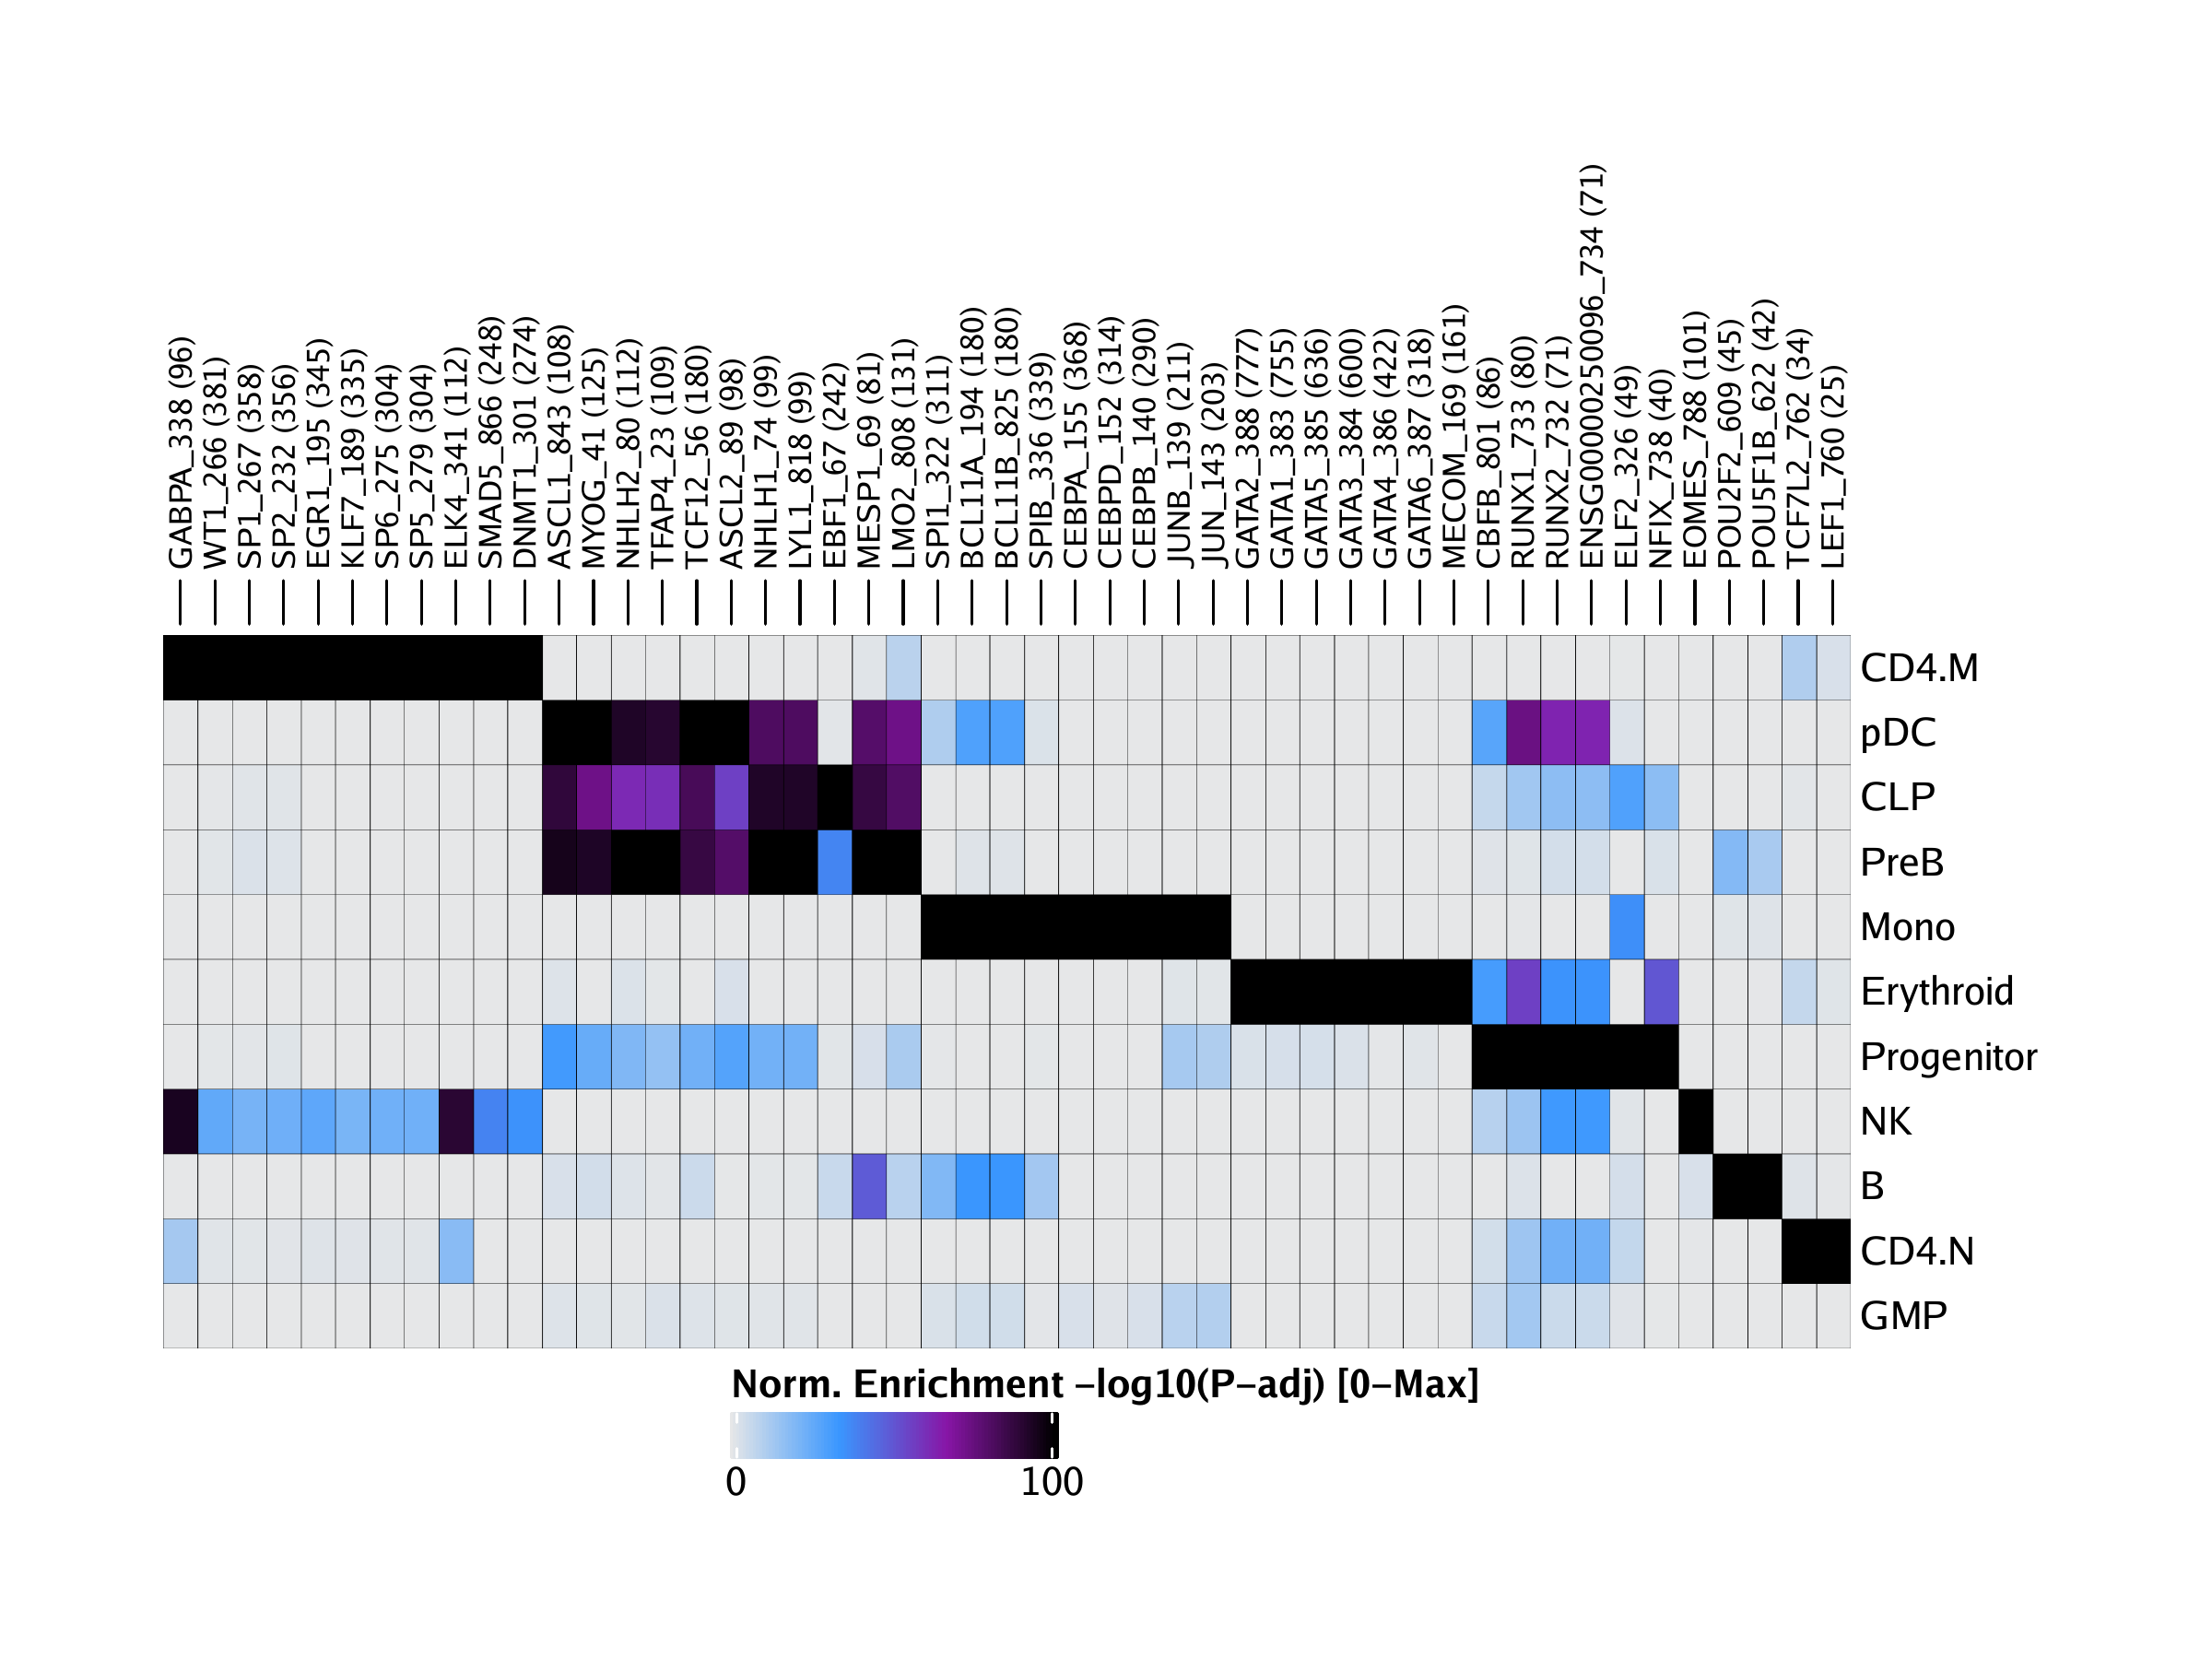 GABPA_338 (96)
WT1_266 (381)
SP1_267 (358)
SP2_232 (356)
EGR1_195 (345)
KLF7_189 (335)
SP6_275 (304)
SP5_279 (304)
ELK4_341 (112)
SMAD5_866 (248)
DNMT1_301 (274)
ASCL1_843 (108)
MYOG_41 (125)
NHLH2_80 (112)
TFAP4_23 (109)
TCF12_56 (180)
ASCL2_89 (98)
NHLH1_74 (99)
LYL1_818 (99)
EBF1_67 (242)
MESP1_69 (81)
LMO2_808 (131)
SPI1_322 (311)
BCL11A_194 (180)
BCL11B_825 (180)
SPIB_336 (339)
CEBPA_155 (368)
CEBPD_152 (314)
CEBPB_140 (290)
JUNB_139 (211)
JUN_143 (203)
GATA2_388 (777)
GATA1_383 (755)
GATA5_385 (636)
GATA3_384 (600)
GATA4_386 (422)
GATA6_387 (318)
MECOM_169 (161)
CBFB_801 (86)
RUNX1_733 (80)
RUNX2_732 (71)
ENSG00000250096_734 (71)
ELF2_326 (49)
NFIX_738 (40)
EOMES_788 (101)
POU2F2_609 (45)
POU5F1B_622 (42)
TCF7L2_762 (34)
LEF1_760 (25)
CD4.M
pDC
CLP
PreB
Mono
Erythroid
Progenitor
NK
B
CD4.N
GMP
Norm. Enrichment −log10(P−adj) [0−Max]
0 100